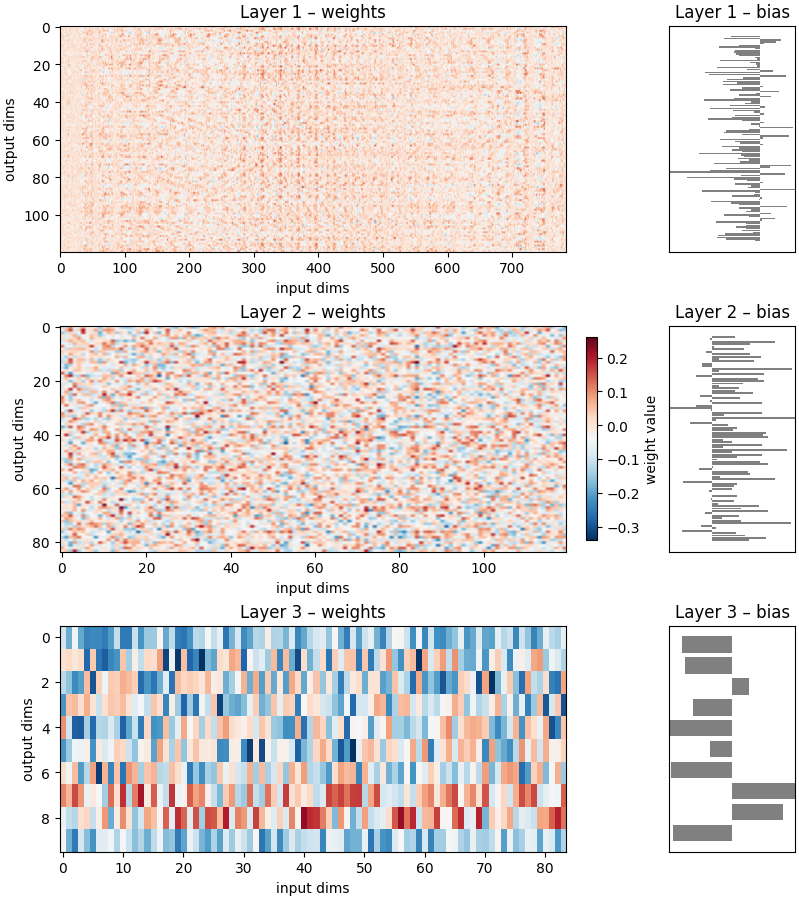 Layer 1 – weights
Layer 1 – bias
0
20
40
60
80
100
output dims
0 100 200 300 400 500 600 700
input dims
Layer 2 – weights
Layer 2 – bias
0
20
40
60
80
output dims
0 20 40 60 80 100
input dims
0.2
0.1
0.0
−0.1
−0.2
−0.3
weight value
Layer 3 – weights
Layer 3 – bias
0
2
4
6
8
output dims
0 10 20 30 40 50 60 70 80
input dims